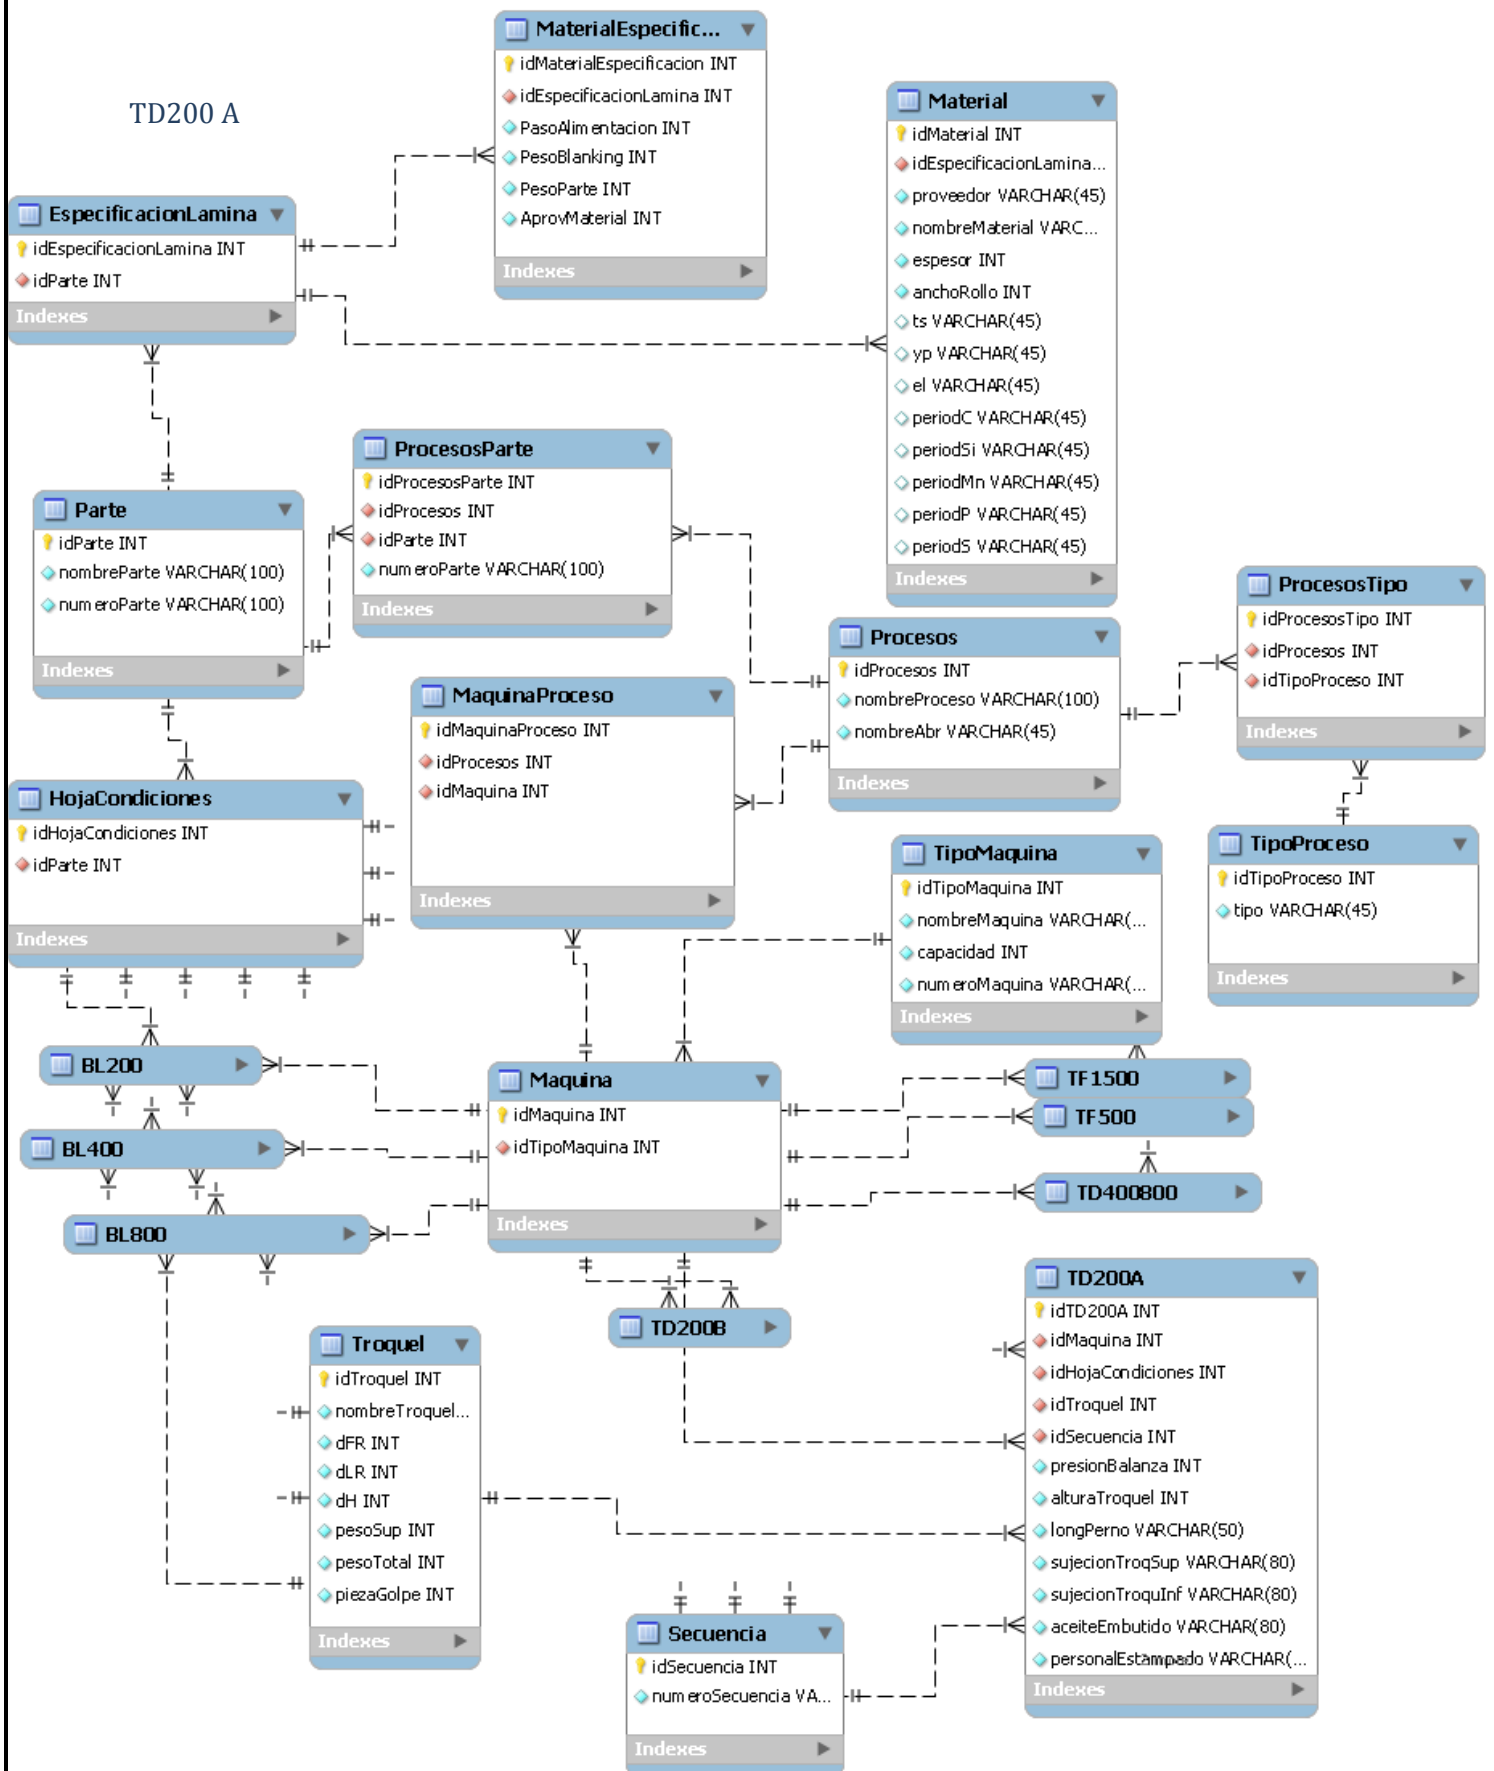 TD200 A
MaterialEspecific...
idMaterialEspecificacion INT
idEspecificacionLamina INT
PasoAlimentacion INT
PesoBlanking INT
PesoParte INT
AprovMaterial INT
Indexes
Material
idMaterial INT
idEspecificacionLamina...
proveedor VARCHAR(45)
nombreMaterial VARC...
espesor INT
anchoRollo INT
ts VARCHAR(45)
yp VARCHAR(45)
el VARCHAR(45)
periodC VARCHAR(45)
periodSi VARCHAR(45)
periodMn VARCHAR(45)
periodP VARCHAR(45)
periodS VARCHAR(45)
Indexes
EspecificacionLamina
idEspecificacionLamina INT
idParte INT
Indexes
ProcesosParte
idProcesosParte INT
idProcesos INT
idParte INT
numeroParte VARCHAR(100)
Indexes
Parte
idParte INT
nombreParte VARCHAR(100)
numeroParte VARCHAR(100)
Indexes
ProcesosTipo
idProcesosTipo INT
idProcesos INT
idTipoProceso INT
Indexes
Procesos
idProcesos INT
nombreProceso VARCHAR(100)
nombreAbr VARCHAR(45)
Indexes
MaquinaProceso
idMaquinaProceso INT
idProcesos INT
idMaquina INT
Indexes
HojaCondiciones
idHojaCondiciones INT
idParte INT
Indexes
TipoMaquina
idTipoMaquina INT
nombreMaquina VARCHAR(...
capacidad INT
numeroMaquina VARCHAR(...
Indexes
TipoProceso
idTipoProceso INT
tipo VARCHAR(45)
Indexes
BL200
BL400
BL800
Maquina
idMaquina INT
idTipoMaquina INT
Indexes
TF1500
TF500
TD400800
TD200B
TD200A
idTD200A INT
idMaquina INT
idHojaCondiciones INT
idTroquel INT
idSecuencia INT
presionBalanza INT
alturaTroquel INT
longPerno VARCHAR(50)
sujecionTroqSup VARCHAR(80)
sujecionTroquInf VARCHAR(80)
aceiteEmbutido VARCHAR(80)
personalEstampado VARCHAR(...
Indexes
Troquel
idTroquel INT
nombreTroquel...
dFR INT
dLR INT
dH INT
pesoSup INT
pesoTotal INT
piezaGolpe INT
Indexes
Secuencia
idSecuencia INT
numeroSecuencia VA...
Indexes